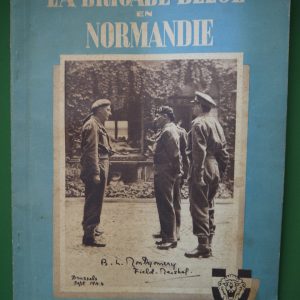 LA BRIGADE BELGE
EN
NORMANDIE
B. L. Montgomery
Field-Marshal
Brussels
Sept 1944